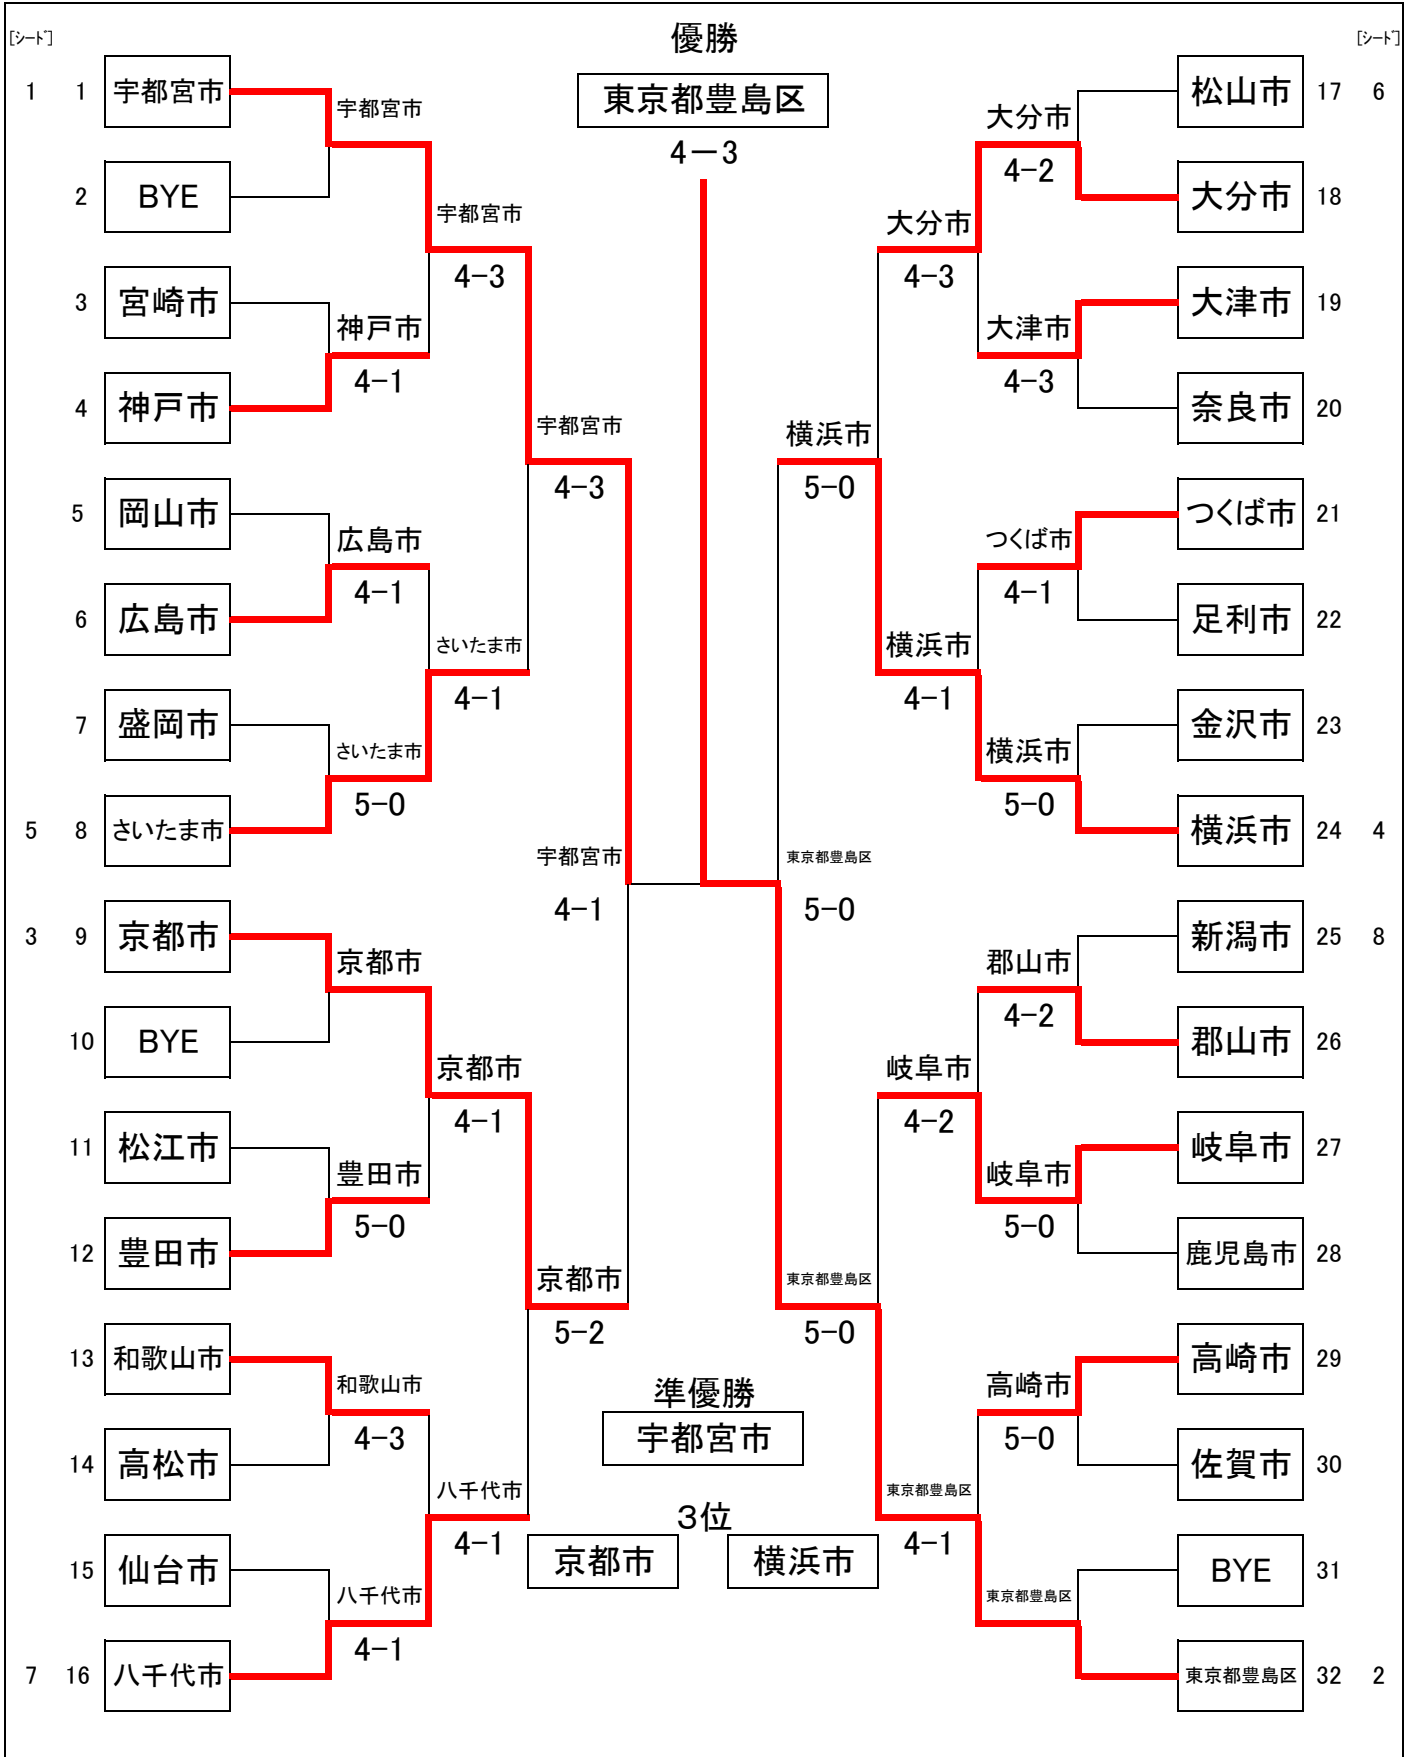 [シード]
優勝
[シード]
東京都豊島区
4－3
1 1 宇都宮市
2 BYE
3 宮崎市
4 神戸市
5 岡山市
6 広島市
7 盛岡市
5 8 さいたま市
3 9 京都市
10 BYE
11 松江市
12 豊田市
13 和歌山市
14 高松市
15 仙台市
7 16 八千代市
宇都宮市
神戸市
4-1
広島市
4-1
さいたま市
5-0
京都市
豊田市
5-0
和歌山市
4-3
八千代市
4-1
宇都宮市
4-3
さいたま市
4-1
京都市
4-1
八千代市
4-1
宇都宮市
4-3
京都市
5-2
宇都宮市
4-1
東京都豊島区
5-0
横浜市
5-0
東京都豊島区
5-0
大分市
4-3
横浜市
4-1
岐阜市
4-2
東京都豊島区
4-1
大分市
4-2
大津市
4-3
つくば市
4-1
横浜市
5-0
郡山市
4-2
岐阜市
5-0
高崎市
5-0
東京都豊島区
松山市 17 6
大分市 18
大津市 19
奈良市 20
つくば市 21
足利市 22
金沢市 23
横浜市 24 4
新潟市 25 8
郡山市 26
岐阜市 27
鹿児島市 28
高崎市 29
佐賀市 30
BYE 31
東京都豊島区 32 2
準優勝
宇都宮市
3位
京都市
横浜市